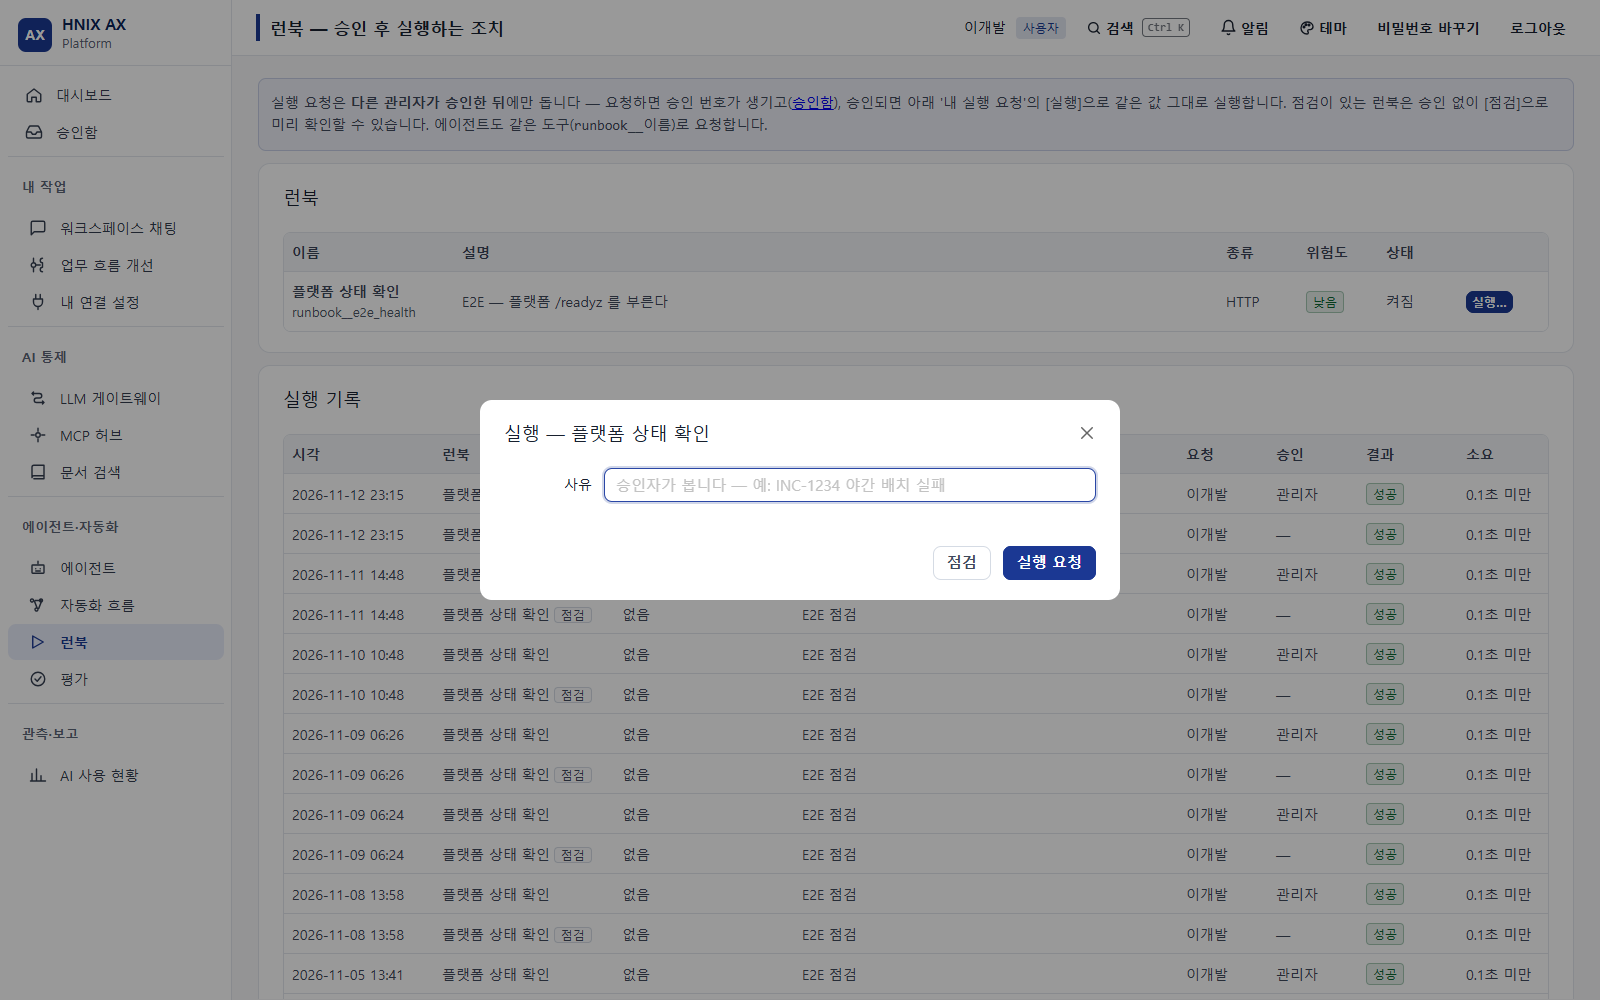 AX
HNIX AX
Platform
런북 — 승인 후 실행하는 조치
이개발 사용자 검색 Ctrl K 알림 테마 비밀번호 바꾸기 로그아웃
대시보드
승인함
내 작업
워크스페이스 채팅
업무 흐름 개선
내 연결 설정
AI 통제
LLM 게이트웨이
MCP 허브
문서 검색
에이전트·자동화
에이전트
자동화 흐름
런북
평가
관측·보고
AI 사용 현황
실행 요청은 다른 관리자가 승인한 뒤에만 돕니다 — 요청하면 승인 번호가 생기고(승인함), 승인되면 아래 '내 실행 요청'의 [실행]으로 같은 값 그대로 실행합니다. 점검이 있는 런북은 승인 없이 [점검]으로
미리 확인할 수 있습니다. 에이전트도 같은 도구(runbook__이름)로 요청합니다.
런북
이름 설명 종류 위험도 상태
플랫폼 상태 확인
runbook__e2e_health
E2E — 플랫폼 /readyz 를 부른다 HTTP 낮음 켜짐 실행...
실행 기록
시각 런북 요청 승인 결과 소요
2026-11-12 23:15 플랫폼 이개발 관리자 성공 0.1초 미만
2026-11-12 23:15 플랫폼 이개발 — 성공 0.1초 미만
2026-11-11 14:48 플랫폼 이개발 관리자 성공 0.1초 미만
2026-11-11 14:48 플랫폼 상태 확인 점검 없음 E2E 점검 이개발 — 성공 0.1초 미만
2026-11-10 10:48 플랫폼 상태 확인 없음 E2E 점검 이개발 관리자 성공 0.1초 미만
2026-11-10 10:48 플랫폼 상태 확인 점검 없음 E2E 점검 이개발 — 성공 0.1초 미만
2026-11-09 06:26 플랫폼 상태 확인 없음 E2E 점검 이개발 관리자 성공 0.1초 미만
2026-11-09 06:26 플랫폼 상태 확인 점검 없음 E2E 점검 이개발 — 성공 0.1초 미만
2026-11-09 06:24 플랫폼 상태 확인 없음 E2E 점검 이개발 관리자 성공 0.1초 미만
2026-11-09 06:24 플랫폼 상태 확인 점검 없음 E2E 점검 이개발 — 성공 0.1초 미만
2026-11-08 13:58 플랫폼 상태 확인 없음 E2E 점검 이개발 관리자 성공 0.1초 미만
2026-11-08 13:58 플랫폼 상태 확인 점검 없음 E2E 점검 이개발 — 성공 0.1초 미만
2026-11-05 13:41 플랫폼 상태 확인 없음 E2E 점검 이개발 관리자 성공 0.1초 미만
실행 — 플랫폼 상태 확인
사유 승인자가 봅니다 — 예: INC-1234 야간 배치 실패
점검 실행 요청